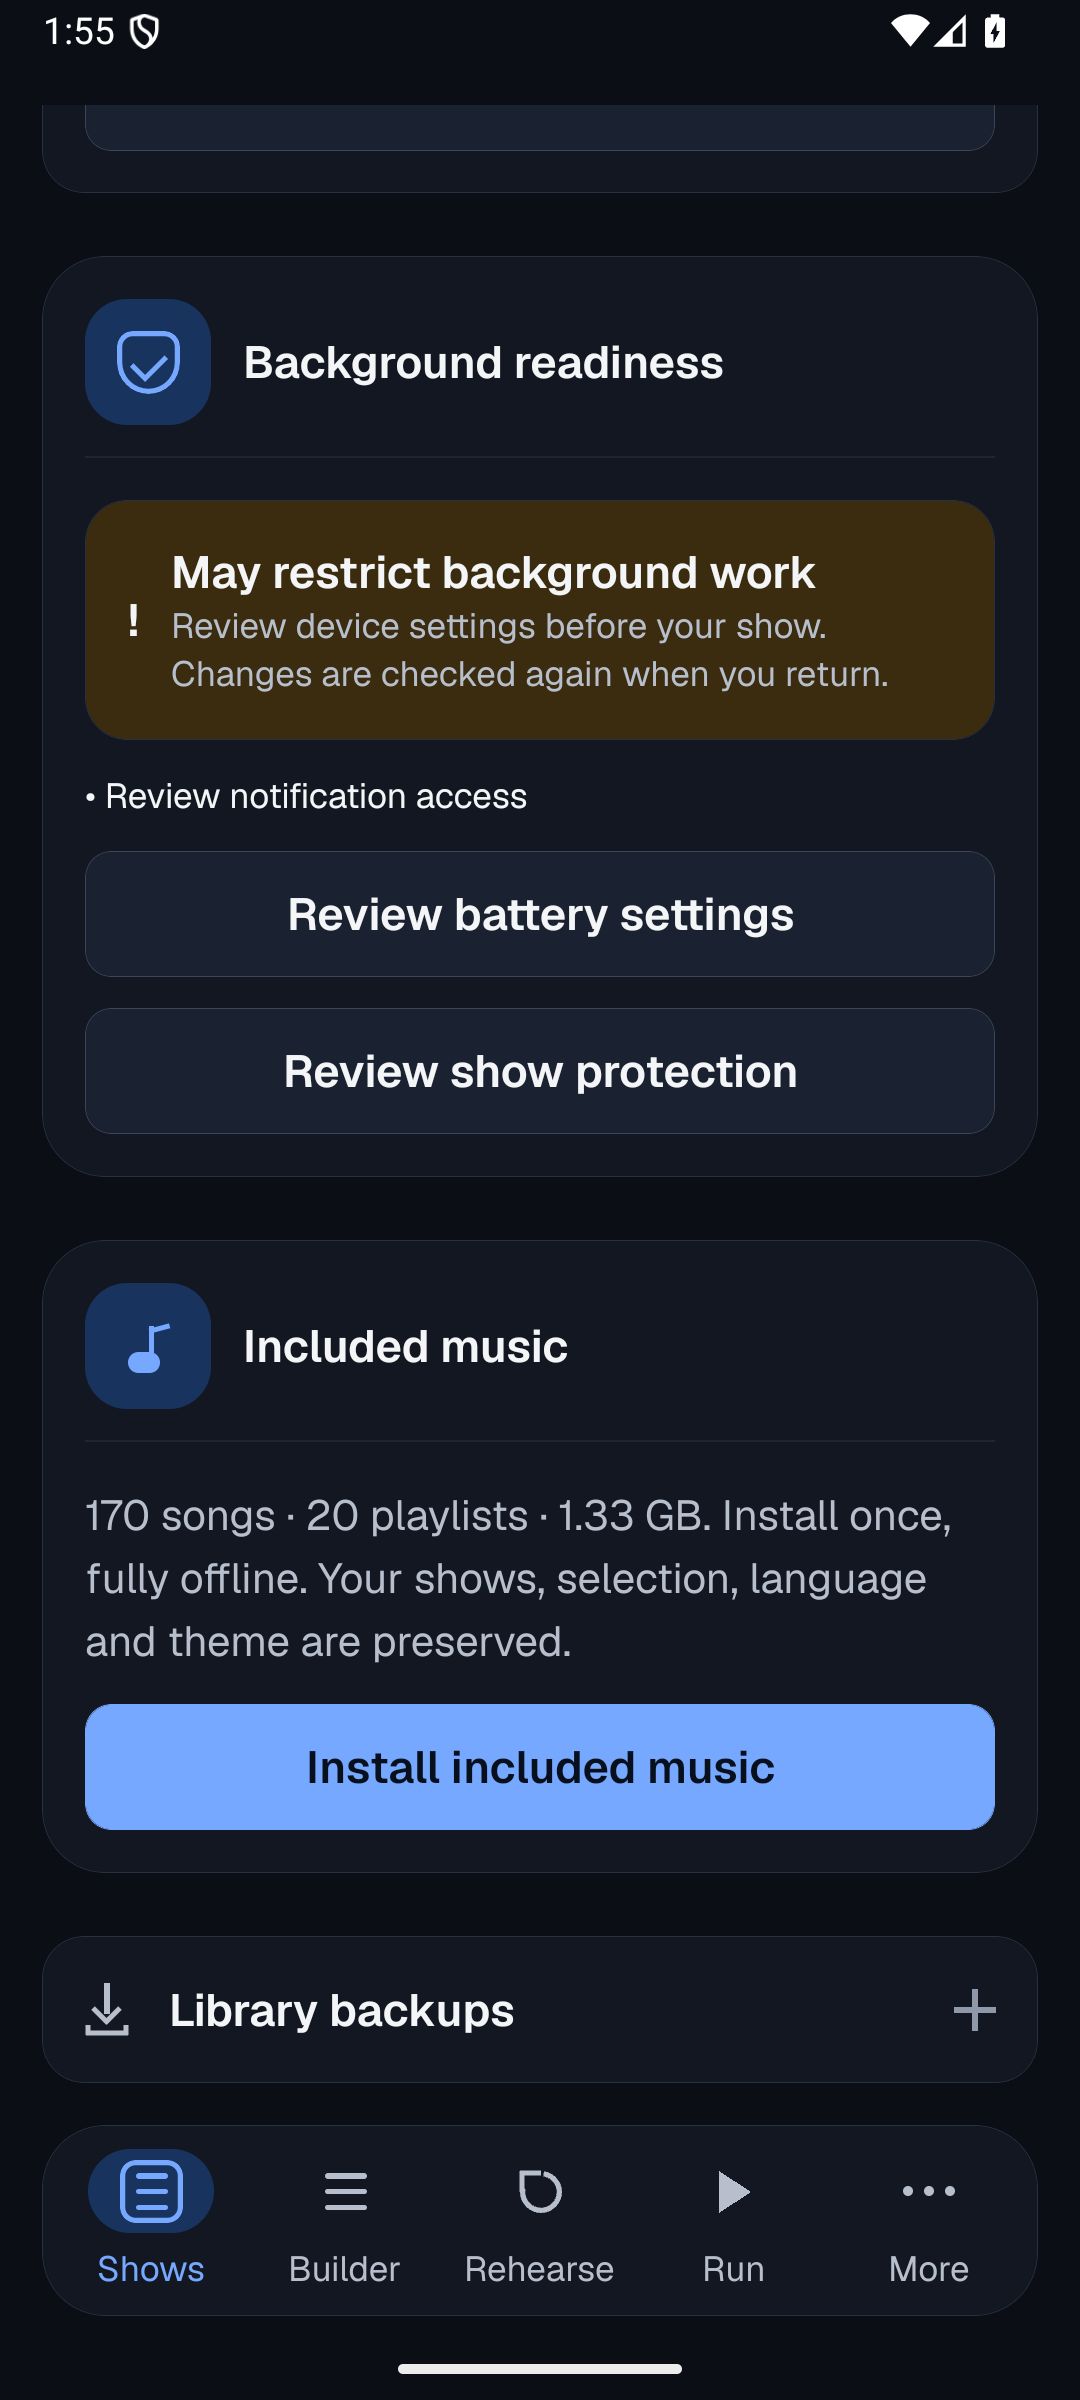 1:55
Background readiness
!
May restrict background work
Review device settings before your show.
Changes are checked again when you return.
• Review notification access
Review battery settings
Review show protection
Included music
170 songs · 20 playlists · 1.33 GB. Install once,
fully offline. Your shows, selection, language
and theme are preserved.
Install included music
Library backups
Shows
Builder
Rehearse
Run
More